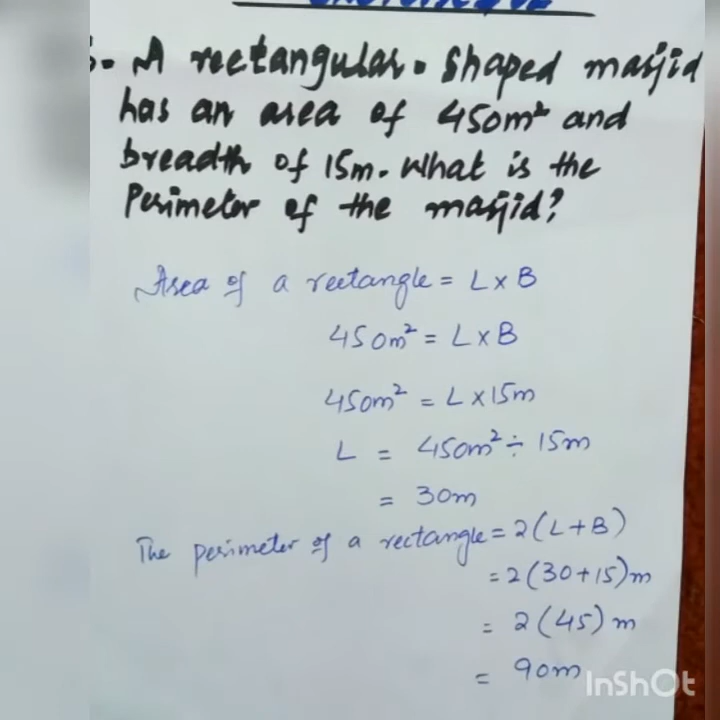 A rectangular. shaped masjid
has an area of 450m² and
breadth of 15m. What is the
Perimeter of the masjid?
Area of a rectangle = L x B
450m² = L x B
450m² = L x 15m
L = 450m² ÷ 15m
= 30m
The perimeter of a rectangle = 2(L+B)
= 2(30+15)m
= 2(45)m
= 90m
InShOt